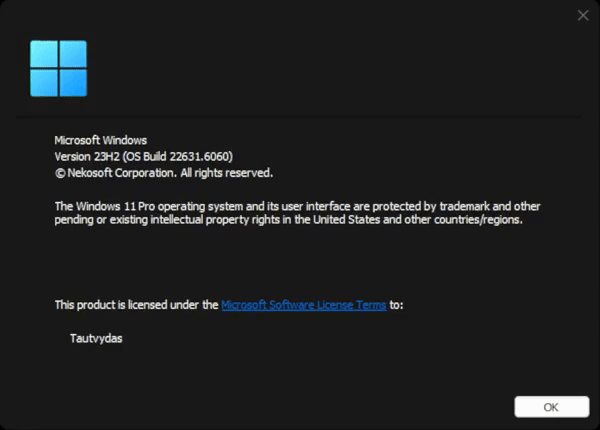 Microsoft Windows
Version 23H2 (OS Build 22631.6060)
© Nekosoft Corporation. All rights reserved.
The Windows 11 Pro operating system and its user interface are protected by trademark and other
pending or existing intellectual property rights in the United States and other countries/regions.
This product is licensed under the Microsoft Software License Terms to:
Tautvydas
OK